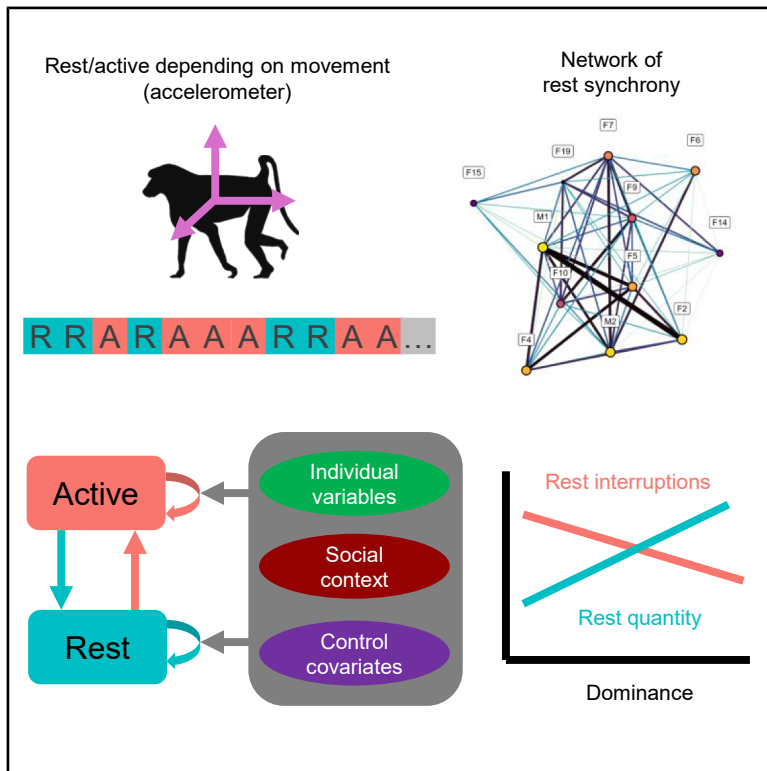 Rest/active depending on movement
(accelerometer)
Network of
rest synchrony
F7
F6
F19
F15
F9
M1
F14
F5
F10
F2
M2
F4
R R A R A A A R R A A ...
Active
Rest
Individual
variables
Social
context
Control
covariates
Rest interruptions
Rest quantity
Dominance